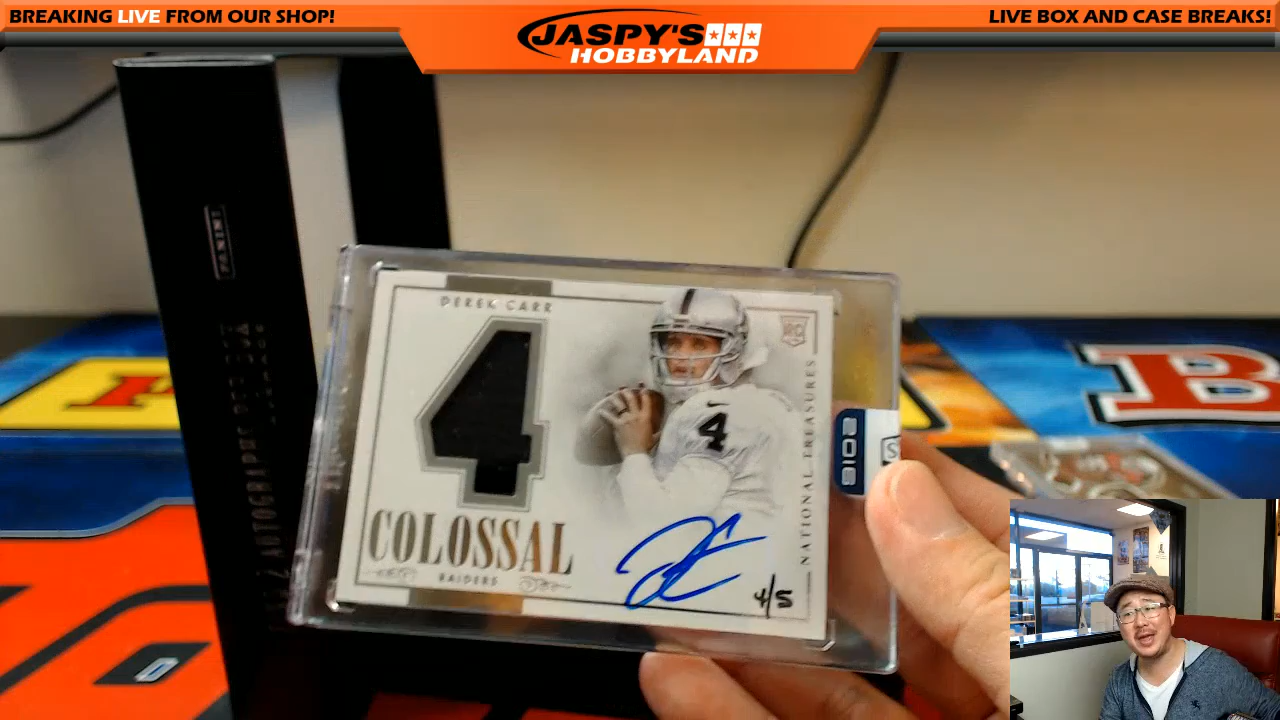 BREAKING LIVE FROM OUR SHOP!
JASPY'S
HOBBYLAND
LIVE BOX AND CASE BREAKS!
PANINI
DEREK CARR
RC
4
4
NATIONAL TREASURES
2016
COLOSSAL
RAIDERS
4/5
B